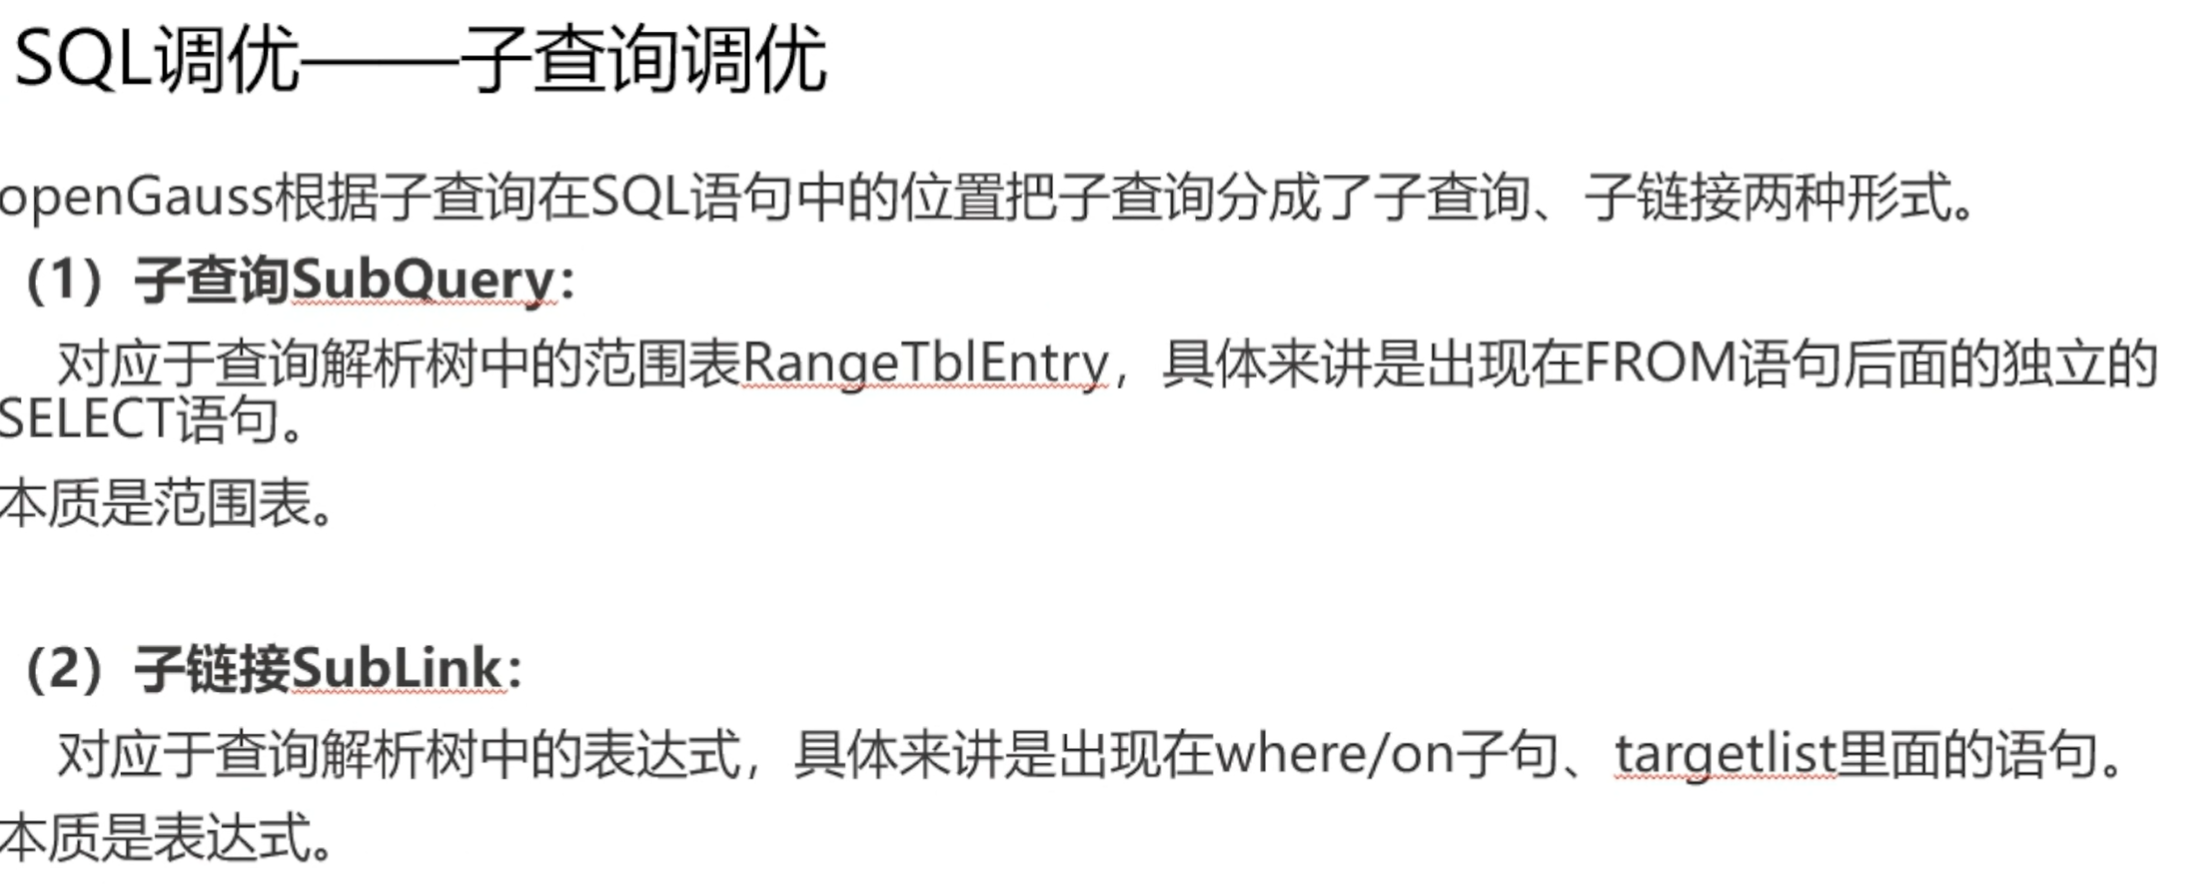 SQL调优——子查询调优
openGauss根据子查询在SQL语句中的位置把子查询分成了子查询、子链接两种形式。
（1）子查询SubQuery：
对应于查询解析树中的范围表RangeTblEntry，具体来讲是出现在FROM语句后面的独立的
SELECT语句。
本质是范围表。
（2）子链接SubLink：
对应于查询解析树中的表达式，具体来讲是出现在where/on子句、targetlist里面的语句。
本质是表达式。